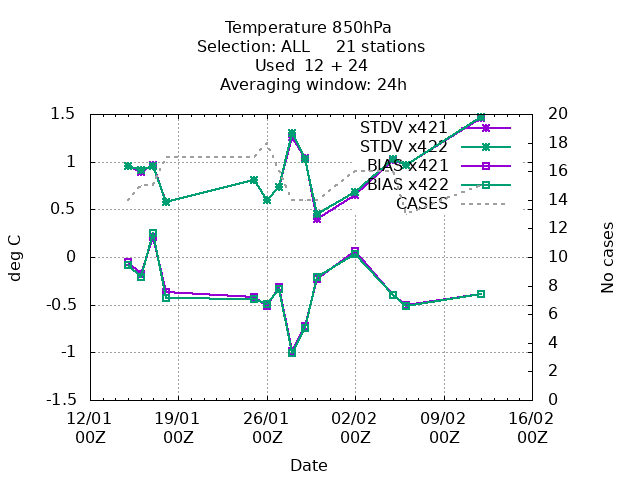 Temperature 850hPa
Selection: ALL 21 stations
Used 12 + 24
Averaging window: 24h
deg C
1.5
1
0.5
0
-0.5
-1
-1.5
STDV x421
STDV x422
BIAS x421
BIAS x422
CASES
20
18
16
14
12
10
8
6
4
2
0
No cases
12/01 19/01 26/01 02/02 09/02 16/02
00Z 00Z 00Z 00Z 00Z 00Z
Date